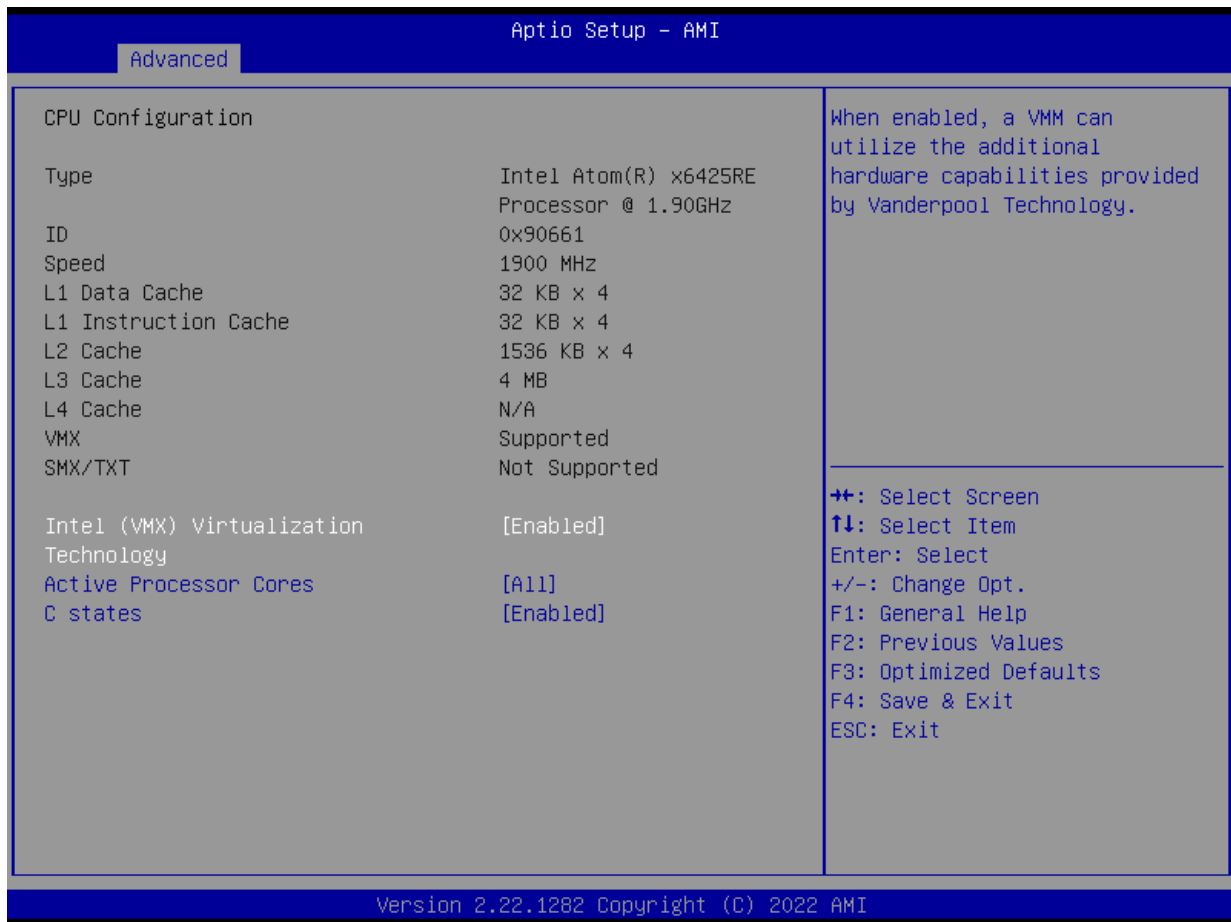 Aptio Setup – AMI
Advanced
CPU Configuration
Type Intel Atom(R) x6425RE
Processor @ 1.90GHz
ID 0x90661
Speed 1900 MHz
L1 Data Cache 32 KB x 4
L1 Instruction Cache 32 KB x 4
L2 Cache 1536 KB x 4
L3 Cache 4 MB
L4 Cache N/A
VMX Supported
SMX/TXT Not Supported
Intel (VMX) Virtualization [Enabled]
Technology
Active Processor Cores [All]
C states [Enabled]
When enabled, a VMM can
utilize the additional
hardware capabilities provided
by Vanderpool Technology.
→←: Select Screen
↑↓: Select Item
Enter: Select
+/-: Change Opt.
F1: General Help
F2: Previous Values
F3: Optimized Defaults
F4: Save & Exit
ESC: Exit
Version 2.22.1282 Copyright (C) 2022 AMI